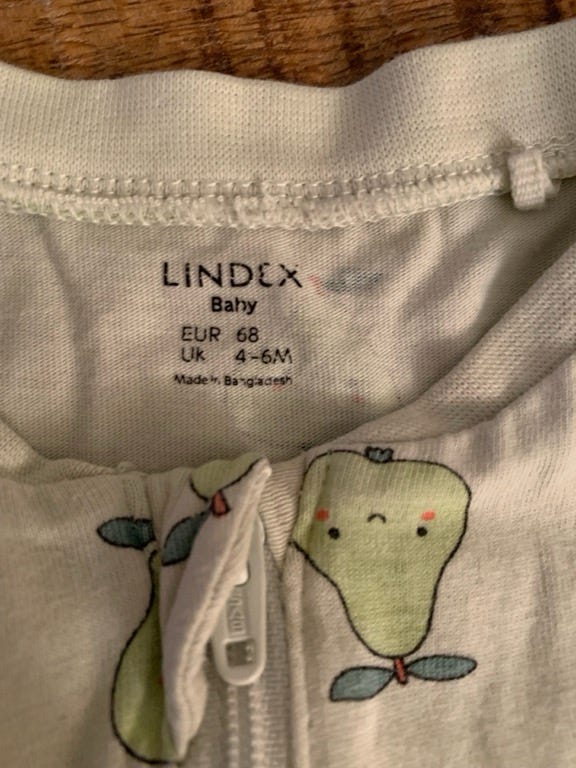 LINDEX
Baby
EUR 68
Uk 4-6M
Made in Bangladesh